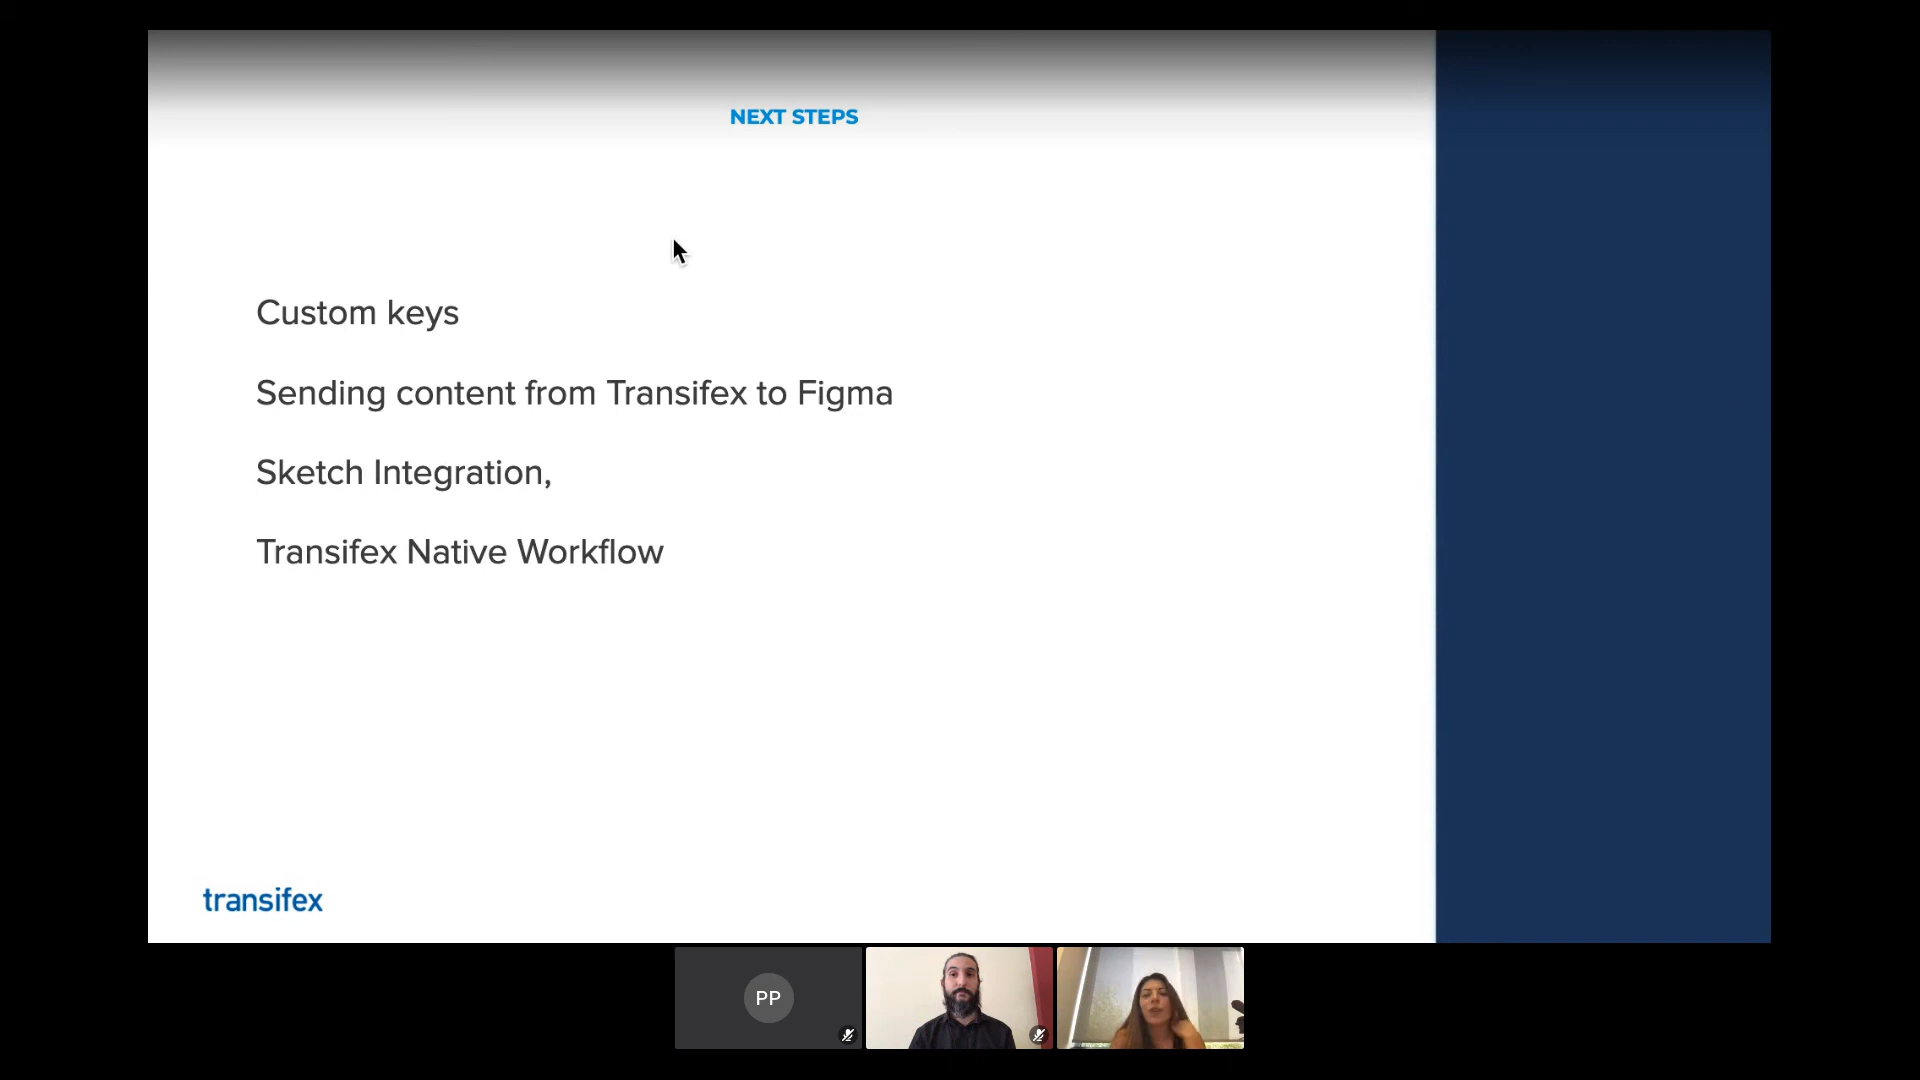 NEXT STEPS
Custom keys
Sending content from Transifex to Figma
Sketch Integration,
Transifex Native Workflow
transifex
PP